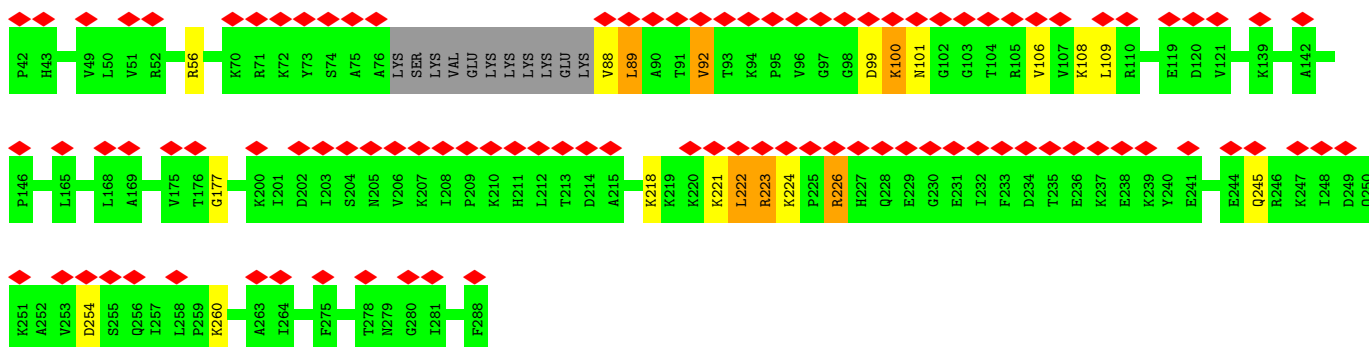 P42 H43 V49 L50 V51 R52 R56 K70 R71 K72 Y73 S74 A75 A76 LYS SER LYS VAL GLU LYS LYS LYS LYS GLU LYS V88 L89 A90 T91 V92 T93 K94 P95 V96 G97 G98 D99 K100 N101 G102 G103 T104 R105 V106 V107 K108 L109 R110 E119 D120 V121 K139 A142
P146 L165 L168 A169 V175 T176 G177 K200 I201 D202 I203 S204 N205 V206 K207 I208 P209 K210 H211 L212 T213 D214 A215 K218 K219 K220 K221 L222 R223 K224 P225 R226 H227 Q228 E229 G230 E231 I232 F233 D234 T235 E236 K237 E238 K239 Y240 E241 E244 Q245 R246 K247 I248 D249 Q250
K251 A252 V253 D254 S255 Q256 I257 L258 P259 K260 A263 I264 F275 T278 N279 G280 I281 F288